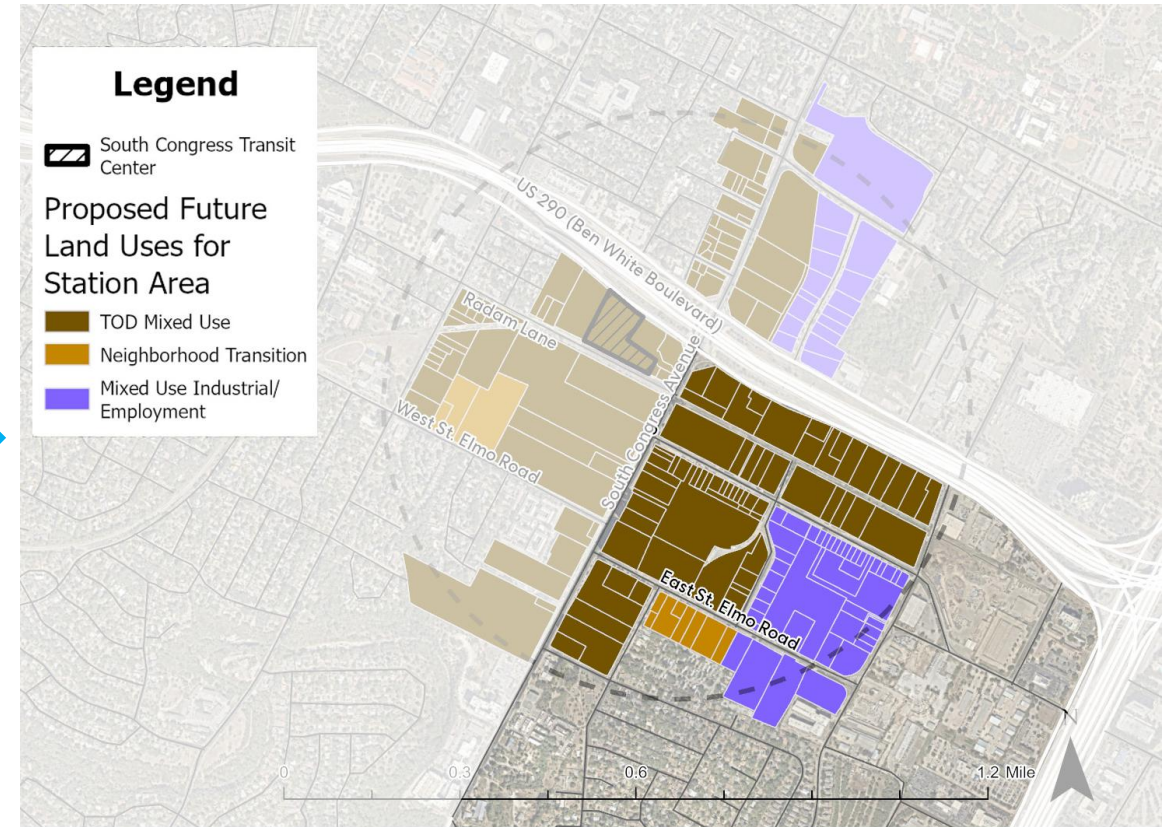 Legend
South Congress Transit
Center
Proposed Future
Land Uses for
Station Area
TOD Mixed Use
Neighborhood Transition
Mixed Use Industrial/
Employment
US 290 (Ben White Boulevard)
Radam Lane
West St. Elmo Road
South Congress Avenue
East St. Elmo Road
N
0
0.3
0.6
1.2 Mile